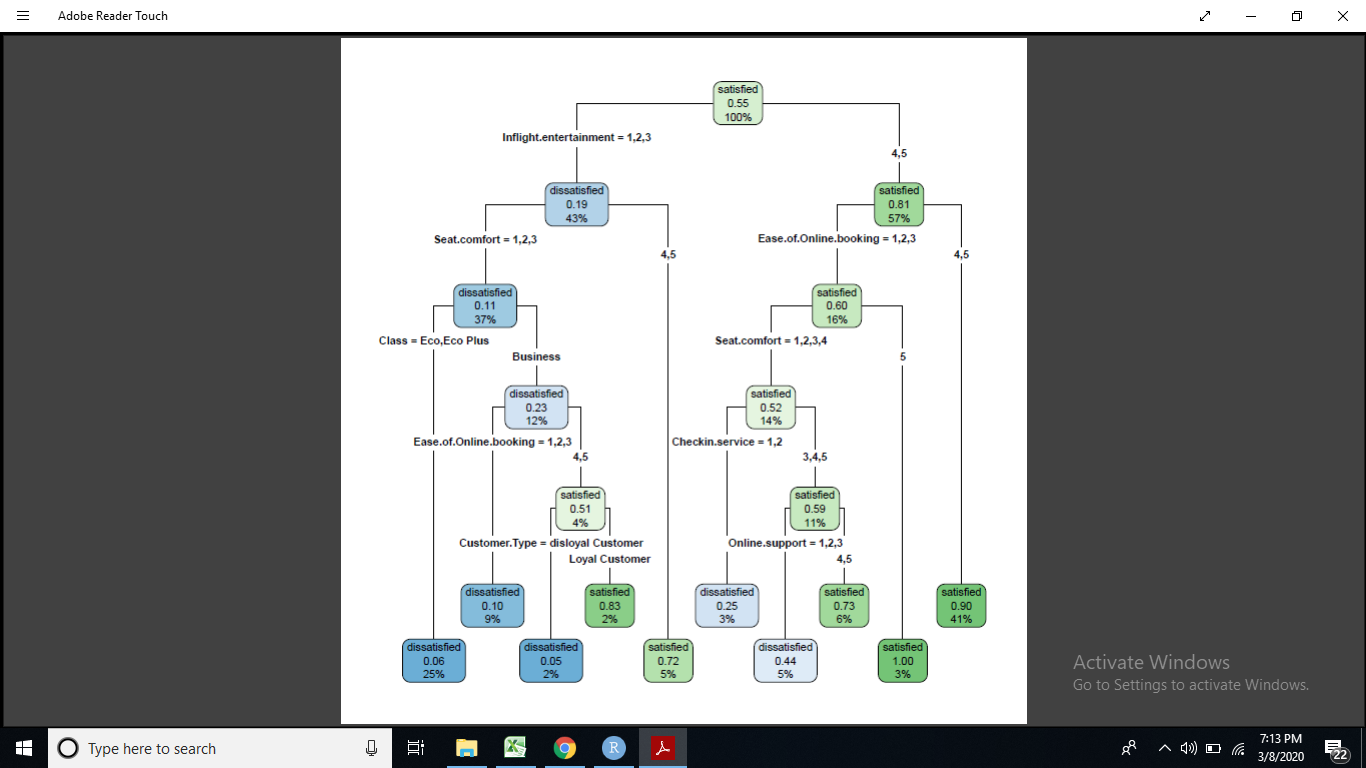 Adobe Reader Touch
satisfied
0.55
100%
Inflight.entertainment = 1,2,3
4,5
dissatisfied
0.19
43%
satisfied
0.81
57%
Seat.comfort = 1,2,3
4,5
Ease.of.Online.booking = 1,2,3
4,5
dissatisfied
0.11
37%
satisfied
0.60
16%
Class = Eco,Eco Plus
Business
Seat.comfort = 1,2,3,4
5
dissatisfied
0.23
12%
satisfied
0.52
14%
Ease.of.Online.booking = 1,2,3
4,5
Checkin.service = 1,2
3,4,5
satisfied
0.51
4%
satisfied
0.59
11%
Customer.Type = disloyal Customer
Loyal Customer
Online.support = 1,2,3
4,5
dissatisfied
0.10
9%
satisfied
0.83
2%
dissatisfied
0.25
3%
satisfied
0.73
6%
satisfied
0.90
41%
dissatisfied
0.06
25%
dissatisfied
0.05
2%
satisfied
0.72
5%
dissatisfied
0.44
5%
satisfied
1.00
3%
Activate Windows
Go to Settings to activate Windows.
Type here to search
R
7:13 PM
3/8/2020
22